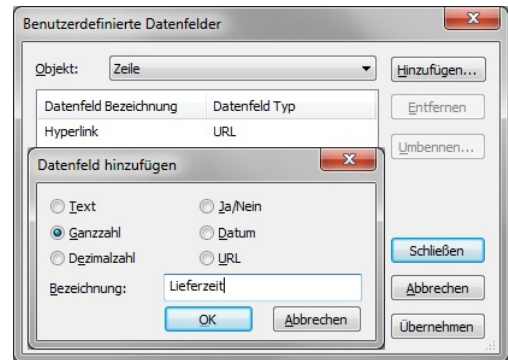 Benutzerdefinierte Datenfelder
Objekt: Zeile Hinzufügen...
Datenfeld Bezeichnung Datenfeld Typ Entfernen
Hyperlink URL
Umbennen...
Datenfeld hinzufügen
Text Ja/Nein
Ganzzahl Datum
Dezimalzahl URL
Schließen
Bezeichnung: Lieferzeit
Abbrechen
OK Abbrechen
Übernehmen